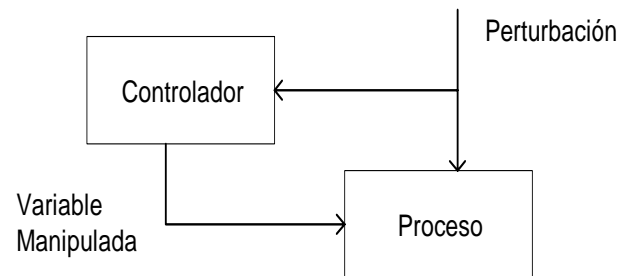 Perturbación
Controlador
Variable
Manipulada
Proceso